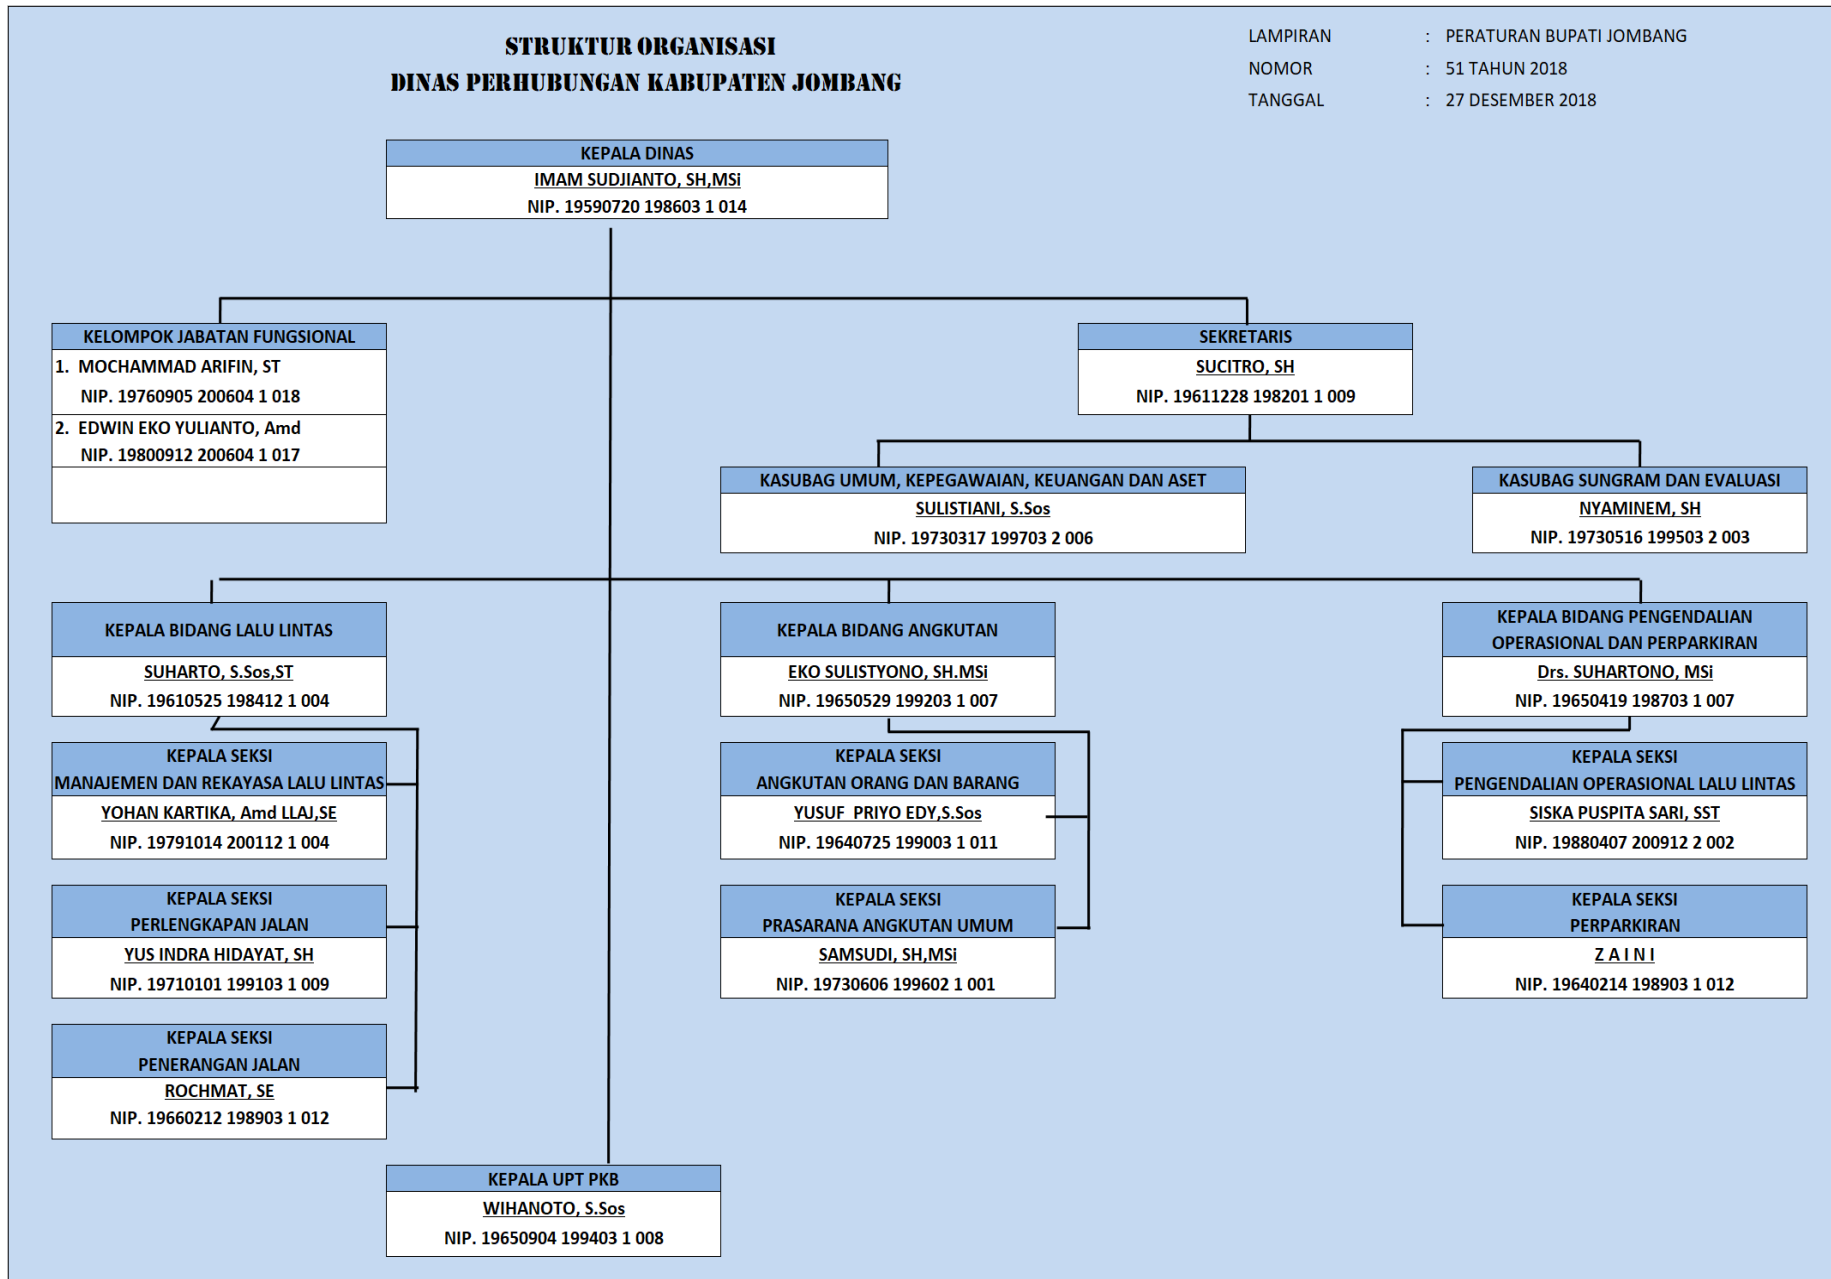 STRUKTUR ORGANISASI
DINAS PERHUBUNGAN KABUPATEN JOMBANG
LAMPIRAN : PERATURAN BUPATI JOMBANG
NOMOR : 51 TAHUN 2018
TANGGAL : 27 DESEMBER 2018
KEPALA DINAS
IMAM SUDJIANTO, SH,MSi
NIP. 19590720 198603 1 014
KELOMPOK JABATAN FUNGSIONAL
1. MOCHAMMAD ARIFIN, ST
NIP. 19760905 200604 1 018
2. EDWIN EKO YULIANTO, Amd
NIP. 19800912 200604 1 017
SEKRETARIS
SUCITRO, SH
NIP. 19611228 198201 1 009
KASUBAG UMUM, KEPEGAWAIAN, KEUANGAN DAN ASET
SULISTIANI, S.Sos
NIP. 19730317 199703 2 006
KASUBAG SUNGRAM DAN EVALUASI
NYAMINEM, SH
NIP. 19730516 199503 2 003
KEPALA BIDANG LALU LINTAS
SUHARTO, S.Sos,ST
NIP. 19610525 198412 1 004
KEPALA BIDANG ANGKUTAN
EKO SULISTYONO, SH.MSi
NIP. 19650529 199203 1 007
KEPALA BIDANG PENGENDALIAN
OPERASIONAL DAN PERPARKIRAN
Drs. SUHARTONO, MSi
NIP. 19650419 198703 1 007
KEPALA SEKSI
MANAJEMEN DAN REKAYASA LALU LINTAS
YOHAN KARTIKA, Amd LLAJ,SE
NIP. 19791014 200112 1 004
KEPALA SEKSI
ANGKUTAN ORANG DAN BARANG
YUSUF  PRIYO EDY,S.Sos
NIP. 19640725 199003 1 011
KEPALA SEKSI
PENGENDALIAN OPERASIONAL LALU LINTAS
SISKA PUSPITA SARI, SST
NIP. 19880407 200912 2 002
KEPALA SEKSI
PERLENGKAPAN JALAN
YUS INDRA HIDAYAT, SH
NIP. 19710101 199103 1 009
KEPALA SEKSI
PRASARANA ANGKUTAN UMUM
SAMSUDI, SH,MSi
NIP. 19730606 199602 1 001
KEPALA SEKSI
PERPARKIRAN
Z A I N I
NIP. 19640214 198903 1 012
KEPALA SEKSI
PENERANGAN JALAN
ROCHMAT, SE
NIP. 19660212 198903 1 012
KEPALA UPT PKB
WIHANOTO, S.Sos
NIP. 19650904 199403 1 008